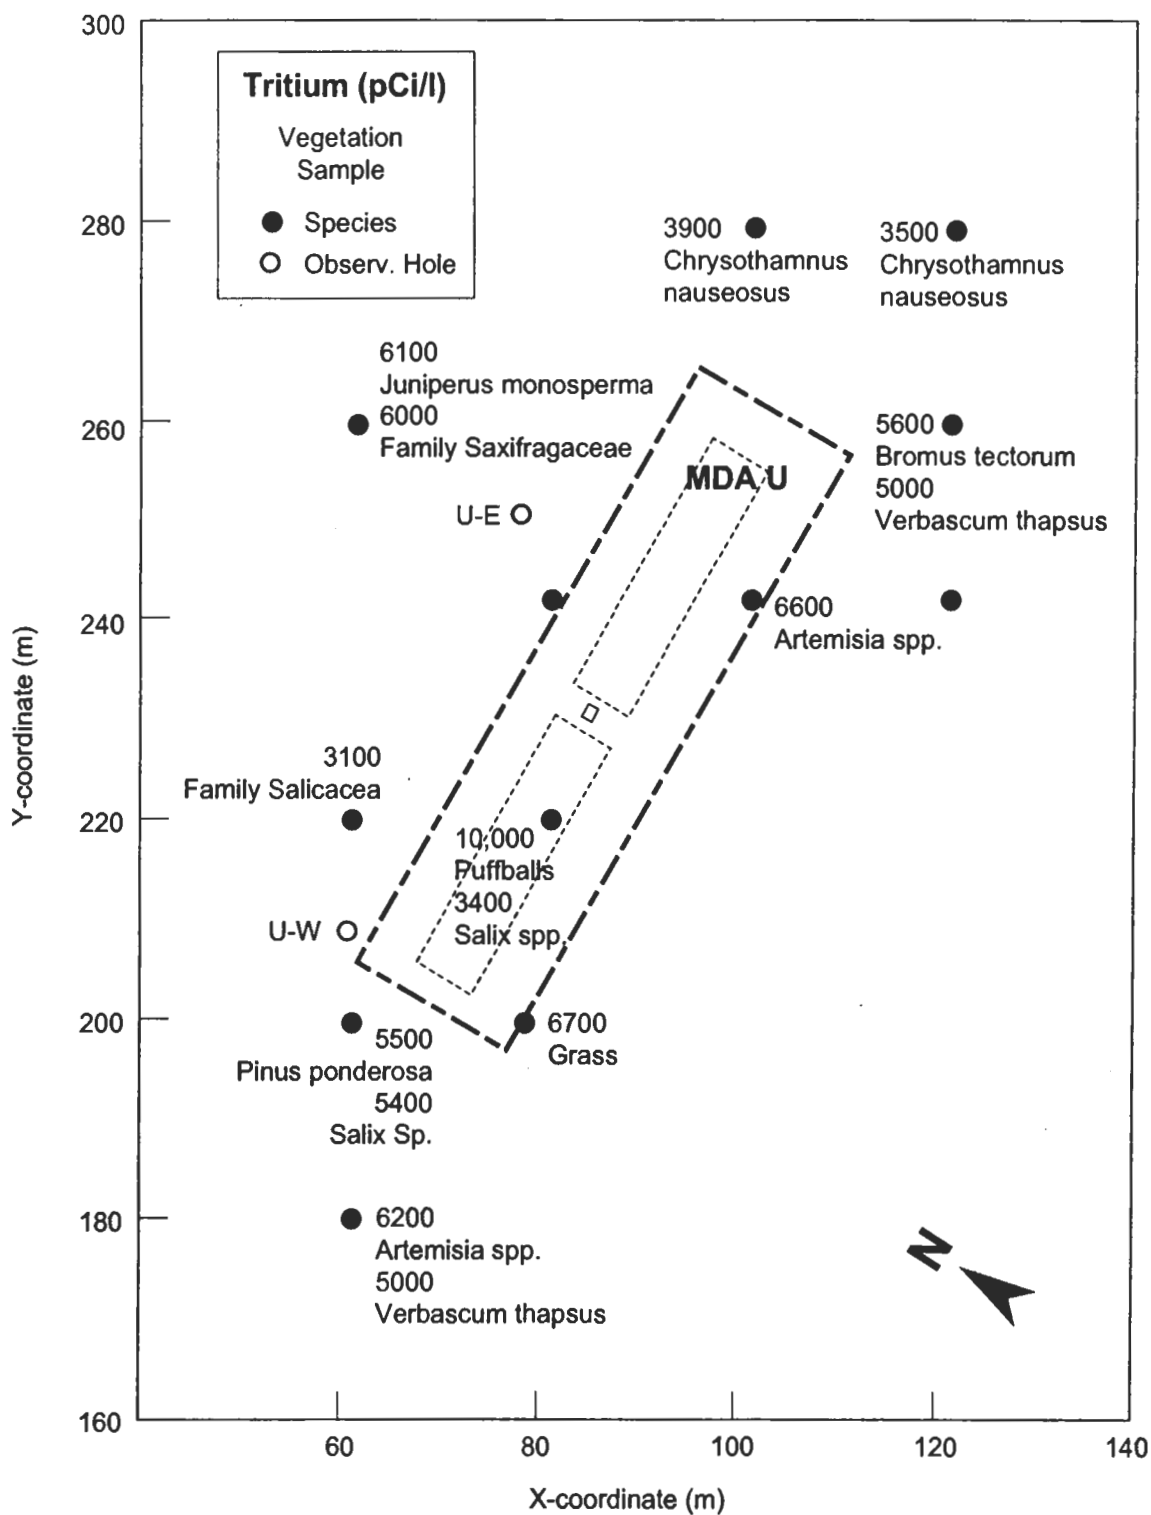 300
Tritium (pCi/l)
Vegetation
Sample
Species
Observ. Hole
280
3900
Chrysothamnus
nauseosus
3500
Chrysothamnus
nauseosus
6100
Juniperus monosperma
6000
Family Saxifragaceae
260
5600
Bromus tectorum
5000
Verbascum thapsus
MDA U
U-E
240
6600
Artemisia spp.
Y-coordinate (m)
3100
Family Salicacea
220
10,000
Puffballs
3400
Salix spp.
U-W
200
5500
Pinus ponderosa
5400
Salix Sp.
6700
Grass
180
6200
Artemisia spp.
5000
Verbascum thapsus
N
160
60
80
100
120
140
X-coordinate (m)